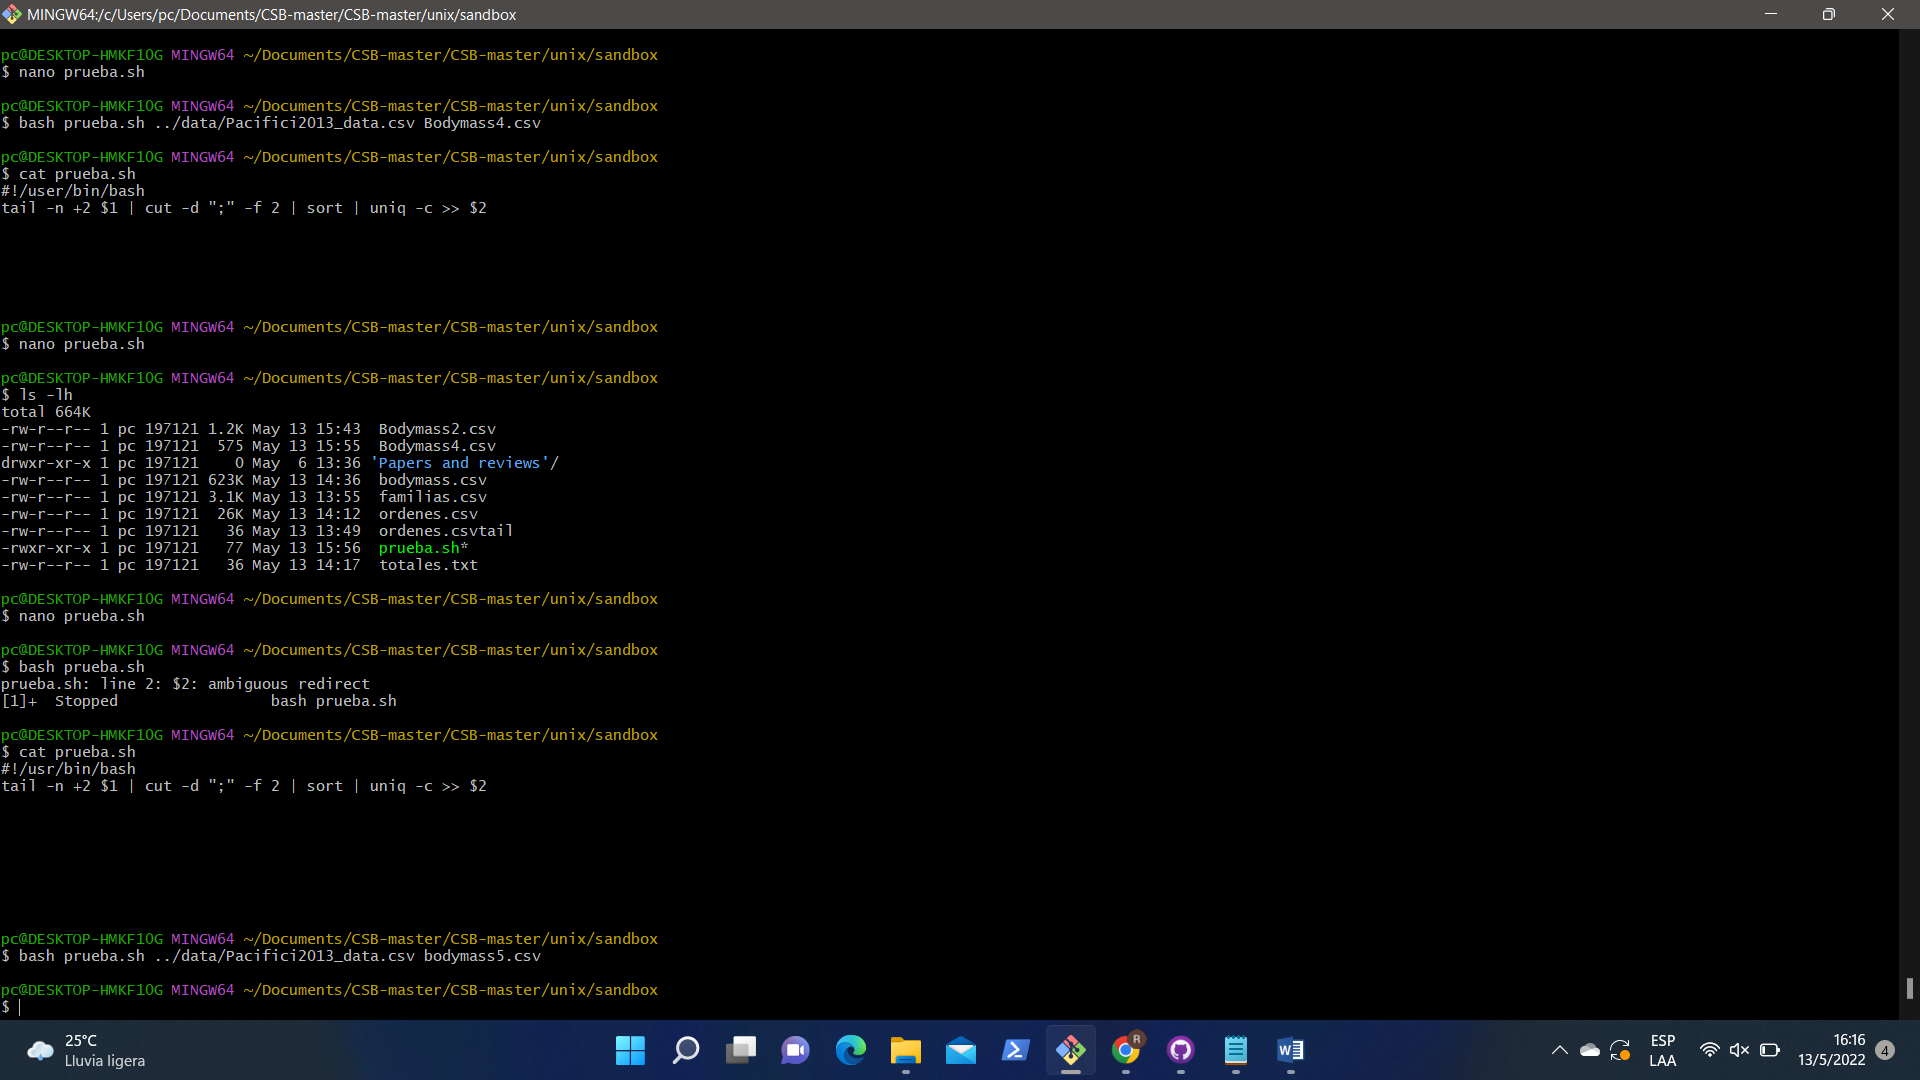 MINGW64:/c/Users/pc/Documents/CSB-master/CSB-master/unix/sandbox
pc@DESKTOP-HMKF1OG MINGW64 ~/Documents/CSB-master/CSB-master/unix/sandbox
$ nano prueba.sh
pc@DESKTOP-HMKF1OG MINGW64 ~/Documents/CSB-master/CSB-master/unix/sandbox
$ bash prueba.sh ../data/Pacifici2013_data.csv Bodymass4.csv
pc@DESKTOP-HMKF1OG MINGW64 ~/Documents/CSB-master/CSB-master/unix/sandbox
$ cat prueba.sh
#!/user/bin/bash
tail -n +2 $1 | cut -d ";" -f 2 | sort | uniq -c >> $2
pc@DESKTOP-HMKF1OG MINGW64 ~/Documents/CSB-master/CSB-master/unix/sandbox
$ nano prueba.sh
pc@DESKTOP-HMKF1OG MINGW64 ~/Documents/CSB-master/CSB-master/unix/sandbox
$ ls -lh
total 664K
-rw-r--r-- 1 pc 197121 1.2K May 13 15:43  Bodymass2.csv
-rw-r--r-- 1 pc 197121  575 May 13 15:55  Bodymass4.csv
drwxr-xr-x 1 pc 197121    0 May  6 13:36 'Papers and reviews'/
-rw-r--r-- 1 pc 197121 623K May 13 14:36  bodymass.csv
-rw-r--r-- 1 pc 197121 3.1K May 13 13:55  familias.csv
-rw-r--r-- 1 pc 197121  26K May 13 14:12  ordenes.csv
-rw-r--r-- 1 pc 197121   36 May 13 13:49  ordenes.csvtail
-rwxr-xr-x 1 pc 197121   77 May 13 15:56  prueba.sh*
-rw-r--r-- 1 pc 197121   36 May 13 14:17  totales.txt
pc@DESKTOP-HMKF1OG MINGW64 ~/Documents/CSB-master/CSB-master/unix/sandbox
$ nano prueba.sh
pc@DESKTOP-HMKF1OG MINGW64 ~/Documents/CSB-master/CSB-master/unix/sandbox
$ bash prueba.sh
prueba.sh: line 2: $2: ambiguous redirect
[1]+  Stopped                 bash prueba.sh
pc@DESKTOP-HMKF1OG MINGW64 ~/Documents/CSB-master/CSB-master/unix/sandbox
$ cat prueba.sh
#!/usr/bin/bash
tail -n +2 $1 | cut -d ";" -f 2 | sort | uniq -c >> $2
pc@DESKTOP-HMKF1OG MINGW64 ~/Documents/CSB-master/CSB-master/unix/sandbox
$ bash prueba.sh ../data/Pacifici2013_data.csv bodymass5.csv
pc@DESKTOP-HMKF1OG MINGW64 ~/Documents/CSB-master/CSB-master/unix/sandbox
$
25°C
Lluvia ligera
R
ESP
LAA
16:16
13/5/2022
4